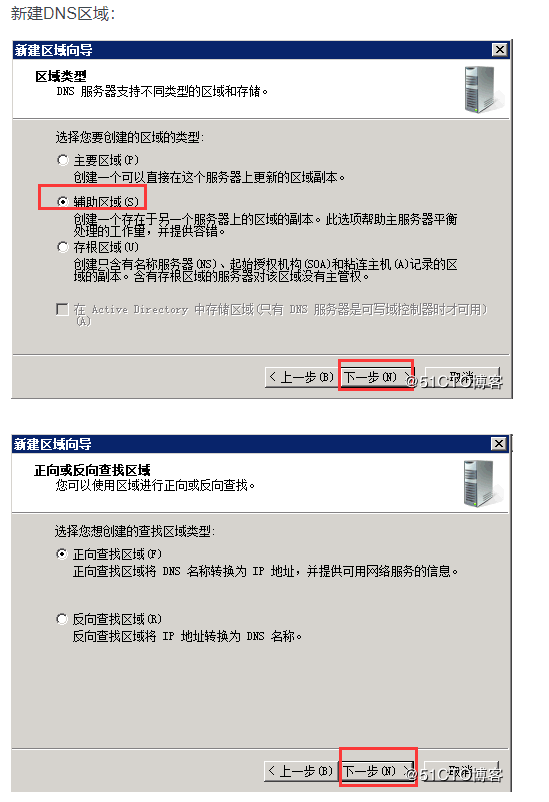 新建DNS区域：
新建区域向导
区域类型
DNS 服务器支持不同类型的区域和存储。
选择您要创建的区域的类型:
主要区域(P)
创建一个可以直接在这个服务器上更新的区域副本。
辅助区域(S)
创建一个存在于另一个服务器上的区域的副本。此选项帮助主服务器平衡
处理的工作量，并提供容错。
存根区域(U)
创建只含有名称服务器(NS)、起始授权机构(SOA)和粘连主机(A)记录的区
域的副本。含有存根区域的服务器对该区域没有主管权。
在 Active Directory 中存储区域(只有 DNS 服务器是可写域控制器时才可用)
(A)
< 上一步(B) 下一步(N) > 取消
@51CTO博客
新建区域向导
正向或反向查找区域
您可以使用区域进行正向或反向查找。
选择您想创建的查找区域类型:
正向查找区域(F)
正向查找区域将 DNS 名称转换为 IP 地址，并提供可用网络服务的信息。
反向查找区域(R)
反向查找区域将 IP 地址转换为 DNS 名称。
< 上一步(B) 下一步(N) > 取消
@51CTO博客